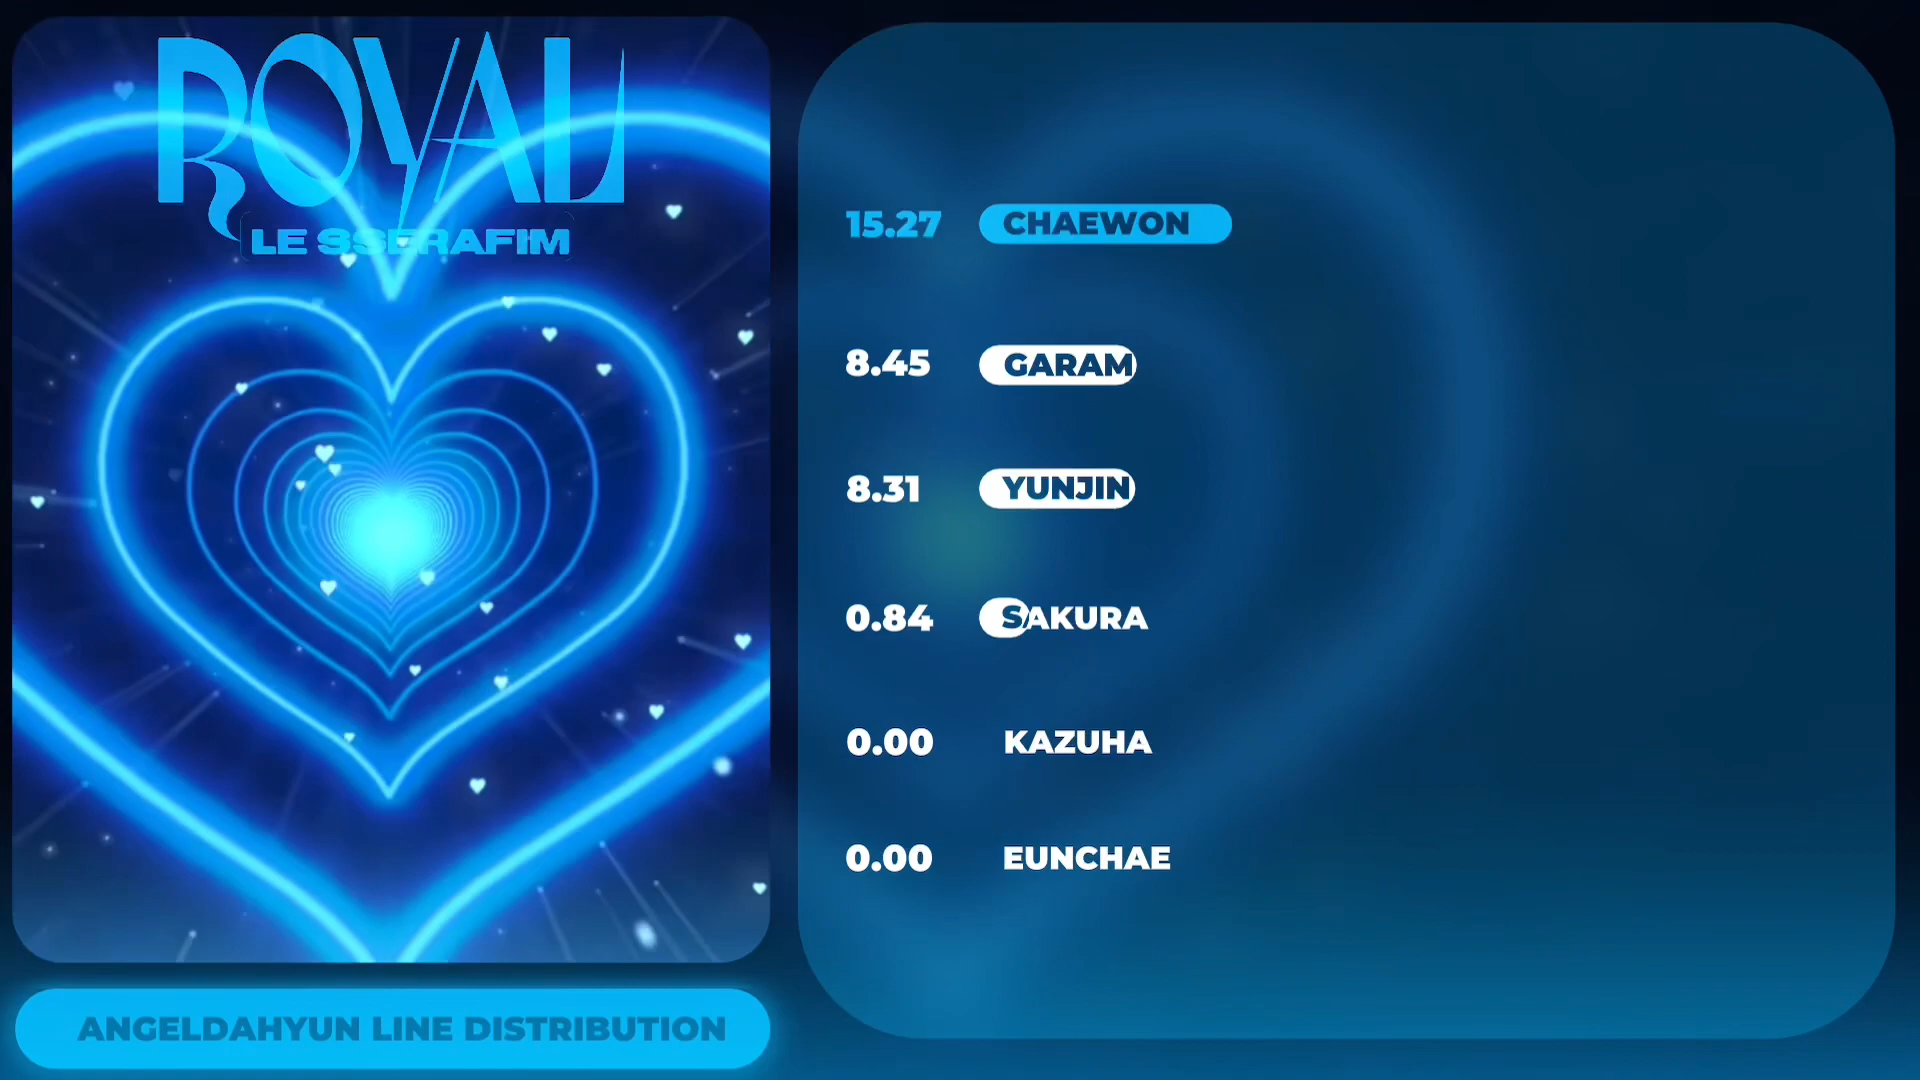 ROYAL
LE SSERAFIM
15.27 CHAEWON
8.45 GARAM
8.31 YUNJIN
0.84 SAKURA
0.00 KAZUHA
0.00 EUNCHAE
ANGELDAHYUN LINE DISTRIBUTION